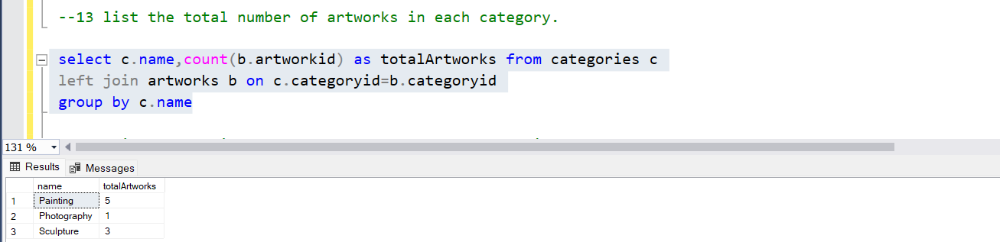 --13 list the total number of artworks in each category.
select c.name,count(b.artworkid) as totalArtworks from categories c
left join artworks b on c.categoryid=b.categoryid
group by c.name
131 %
Results Messages
name totalArtworks
1 Painting 5
2 Photography 1
3 Sculpture 3